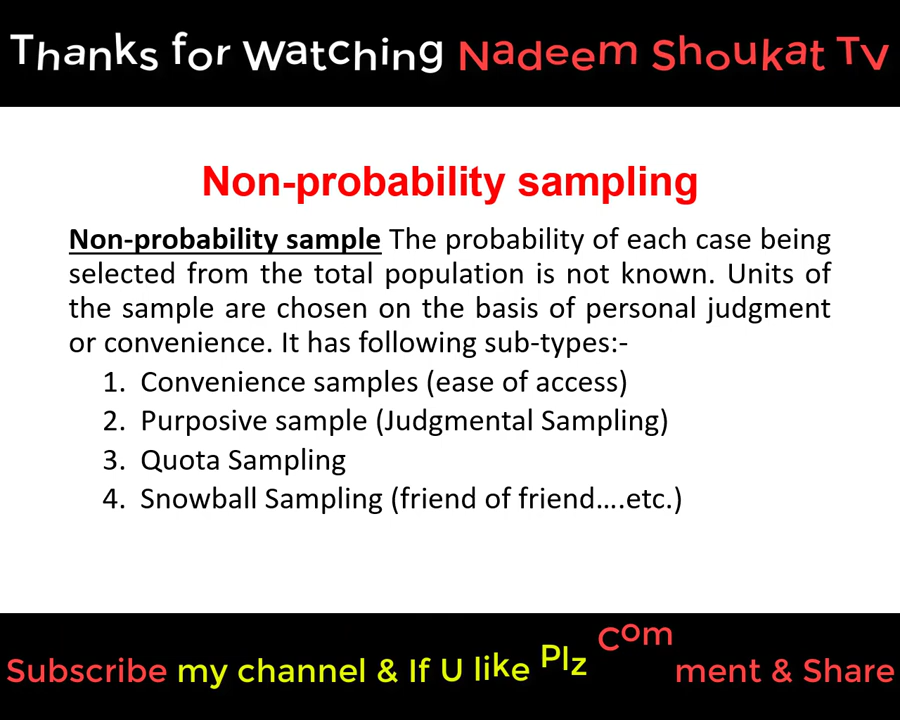 Thanks for Watching Nadeem Shoukat Tv
Non-probability sampling
Non-probability sample The probability of each case being
selected from the total population is not known. Units of
the sample are chosen on the basis of personal judgment
or convenience. It has following sub-types:-
1. Convenience samples (ease of access)
2. Purposive sample (Judgmental Sampling)
3. Quota Sampling
4. Snowball Sampling (friend of friend….etc.)
Subscribe my channel & If U like Plz Comment & Share